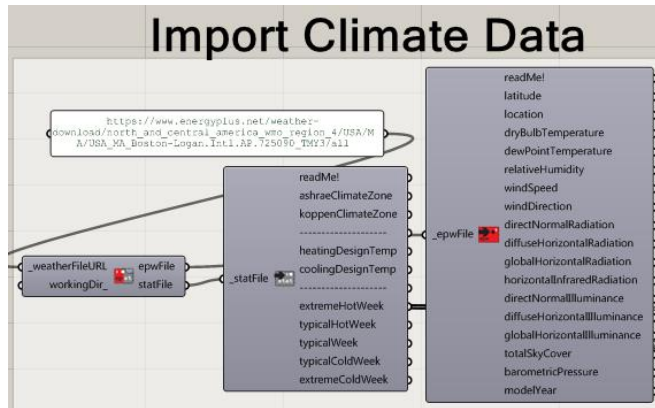 Import Climate Data
https://www.energyplus.net/weather-
download/north_and_central_america_wmo_region_4/USA/M
A/USA_MA_Boston-Logan.Intl.AP.725090_TMY3/all
_weatherFileURL
workingDir_
epwFile
statFile
_statFile
readMe!
ashraeClimateZone
koppenClimateZone
-------------------
heatingDesignTemp
coolingDesignTemp
-------------------
extremeHotWeek
typicalHotWeek
typicalWeek
typicalColdWeek
extremeColdWeek
_epwFile
readMe!
latitude
location
dryBulbTemperature
dewPointTemperature
relativeHumidity
windSpeed
windDirection
directNormalRadiation
diffuseHorizontalRadiation
globalHorizontalRadiation
horizontalInfraredRadiation
directNormalIlluminance
diffuseHorizontalIlluminance
globalHorizontalIlluminance
totalSkyCover
barometricPressure
modelYear